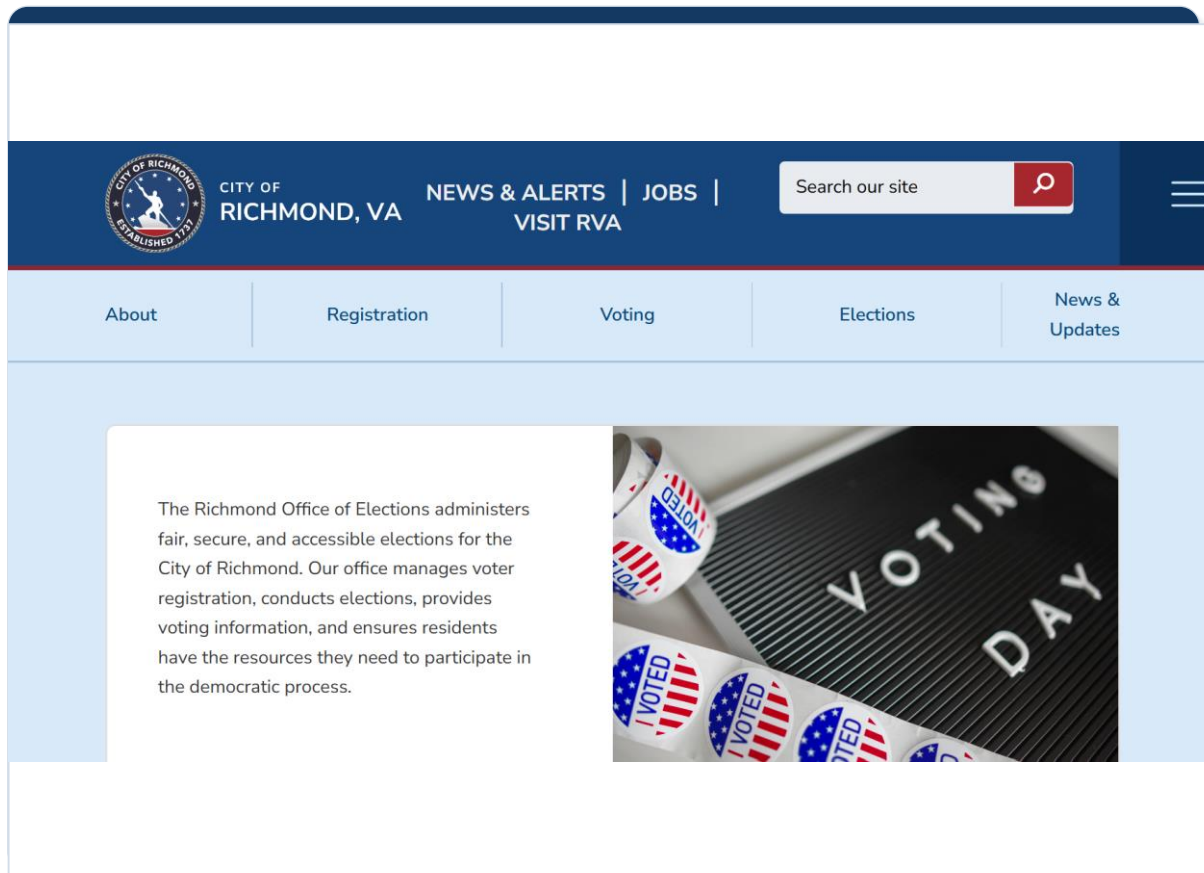 CITY OF RICHMOND
ESTABLISHED 1737
CITY OF
RICHMOND, VA
NEWS & ALERTS | JOBS |
VISIT RVA
Search our site
About
Registration
Voting
Elections
News &
Updates
The Richmond Office of Elections administers
fair, secure, and accessible elections for the
City of Richmond. Our office manages voter
registration, conducts elections, provides
voting information, and ensures residents
have the resources they need to participate in
the democratic process.
VOTING
DAY
I VOTED
I VOTED
I VOTED
I VOTED
VOTED